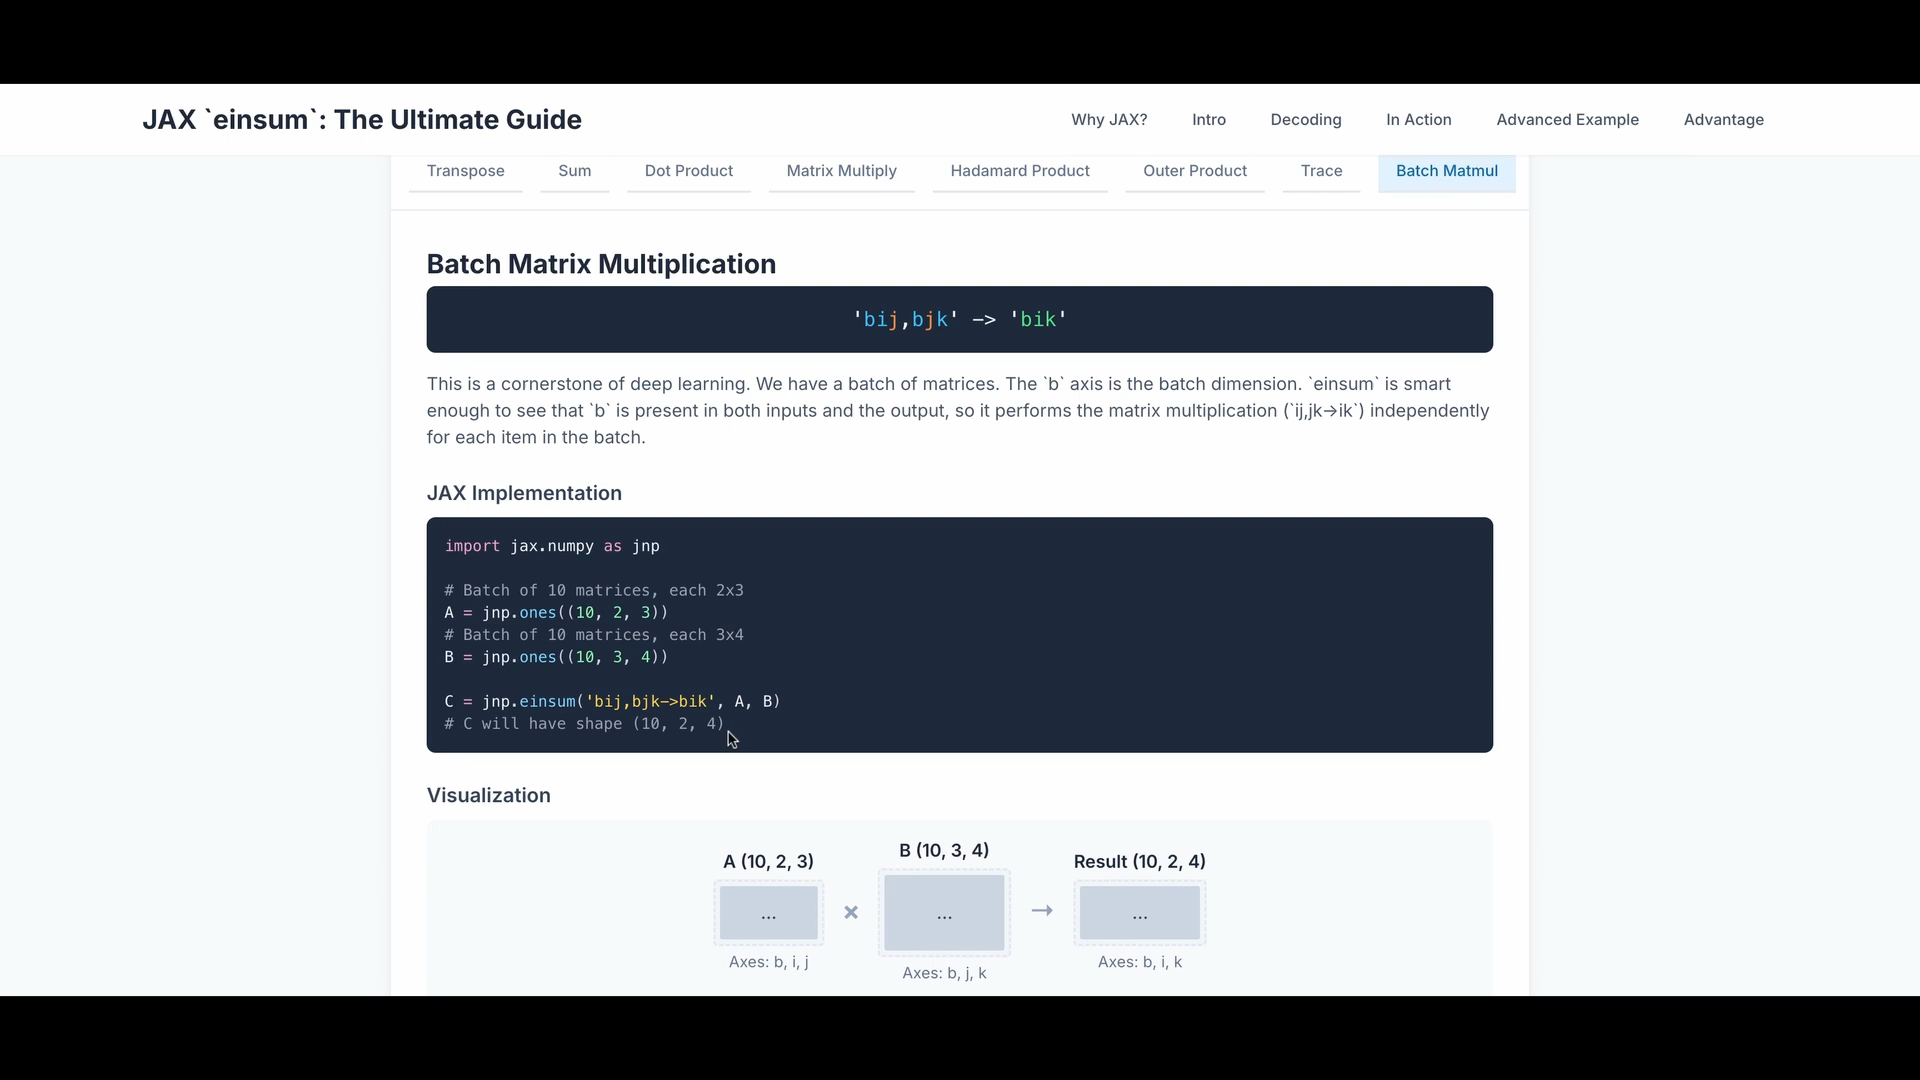 JAX `einsum`: The Ultimate Guide
Why JAX? Intro Decoding In Action Advanced Example Advantage
Transpose Sum Dot Product Matrix Multiply Hadamard Product Outer Product Trace Batch Matmul
Batch Matrix Multiplication
'bij,bjk' -> 'bik'
This is a cornerstone of deep learning. We have a batch of matrices. The `b` axis is the batch dimension. `einsum` is smart
enough to see that `b` is present in both inputs and the output, so it performs the matrix multiplication (`ij,jk→ik`) independently
for each item in the batch.
JAX Implementation
import jax.numpy as jnp
# Batch of 10 matrices, each 2x3
A = jnp.ones((10, 2, 3))
# Batch of 10 matrices, each 3x4
B = jnp.ones((10, 3, 4))
C = jnp.einsum('bij,bjk->bik', A, B)
# C will have shape (10, 2, 4)
Visualization
A (10, 2, 3) B (10, 3, 4) Result (10, 2, 4)
... × ... → ...
Axes: b, i, j Axes: b, j, k Axes: b, i, k